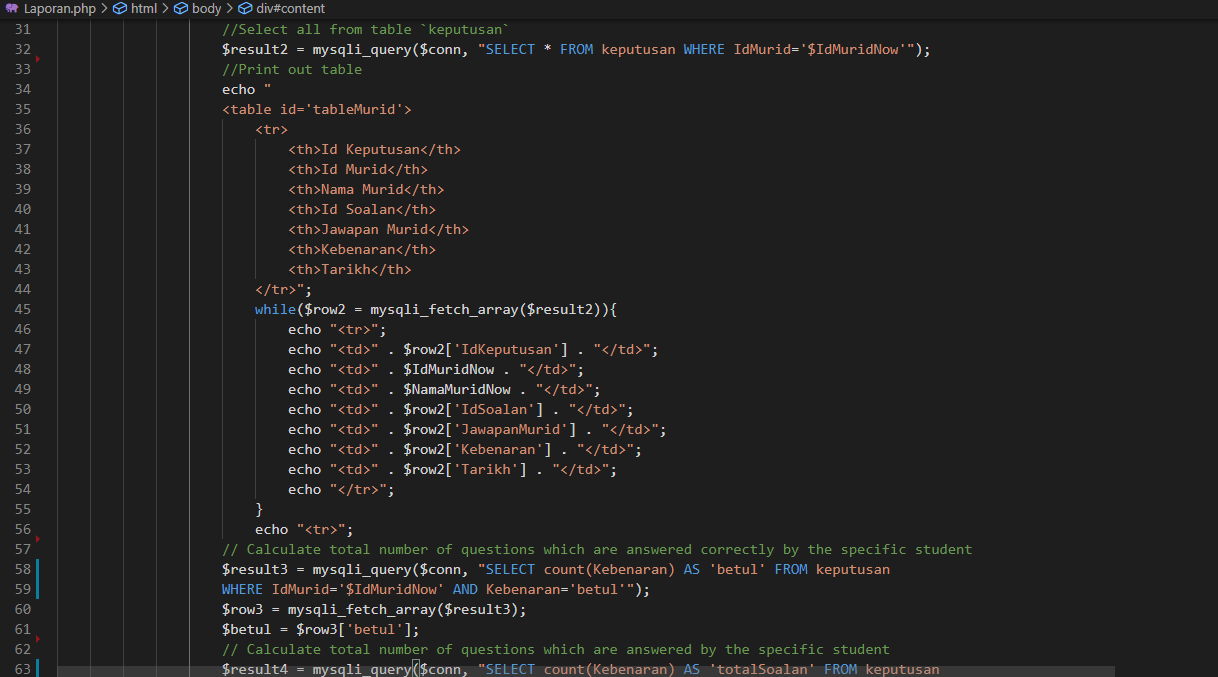 Laporan.php > html > body > div#content
31 //Select all from table `keputusan`
32 $result2 = mysqli_query($conn, "SELECT * FROM keputusan WHERE IdMurid='$IdMuridNow'");
33 //Print out table
34 echo "
35 <table id='tableMurid'>
36 <tr>
37 <th>Id Keputusan</th>
38 <th>Id Murid</th>
39 <th>Nama Murid</th>
40 <th>Id Soalan</th>
41 <th>Jawapan Murid</th>
42 <th>Kebenaran</th>
43 <th>Tarikh</th>
44 </tr>";
45 while($row2 = mysqli_fetch_array($result2)){
46 echo "<tr>";
47 echo "<td>" . $row2['IdKeputusan'] . "</td>";
48 echo "<td>" . $IdMuridNow . "</td>";
49 echo "<td>" . $NamaMuridNow . "</td>";
50 echo "<td>" . $row2['IdSoalan'] . "</td>";
51 echo "<td>" . $row2['JawapanMurid'] . "</td>";
52 echo "<td>" . $row2['Kebenaran'] . "</td>";
53 echo "<td>" . $row2['Tarikh'] . "</td>";
54 echo "</tr>";
55 }
56 echo "<tr>";
57 // Calculate total number of questions which are answered correctly by the specific student
58 $result3 = mysqli_query($conn, "SELECT count(Kebenaran) AS 'betul' FROM keputusan
59 WHERE IdMurid='$IdMuridNow' AND Kebenaran='betul'");
60 $row3 = mysqli_fetch_array($result3);
61 $betul = $row3['betul'];
62 // Calculate total number of questions which are answered by the specific student
63 $result4 = mysqli_query($conn, "SELECT count(Kebenaran) AS 'totalSoalan' FROM keputusan